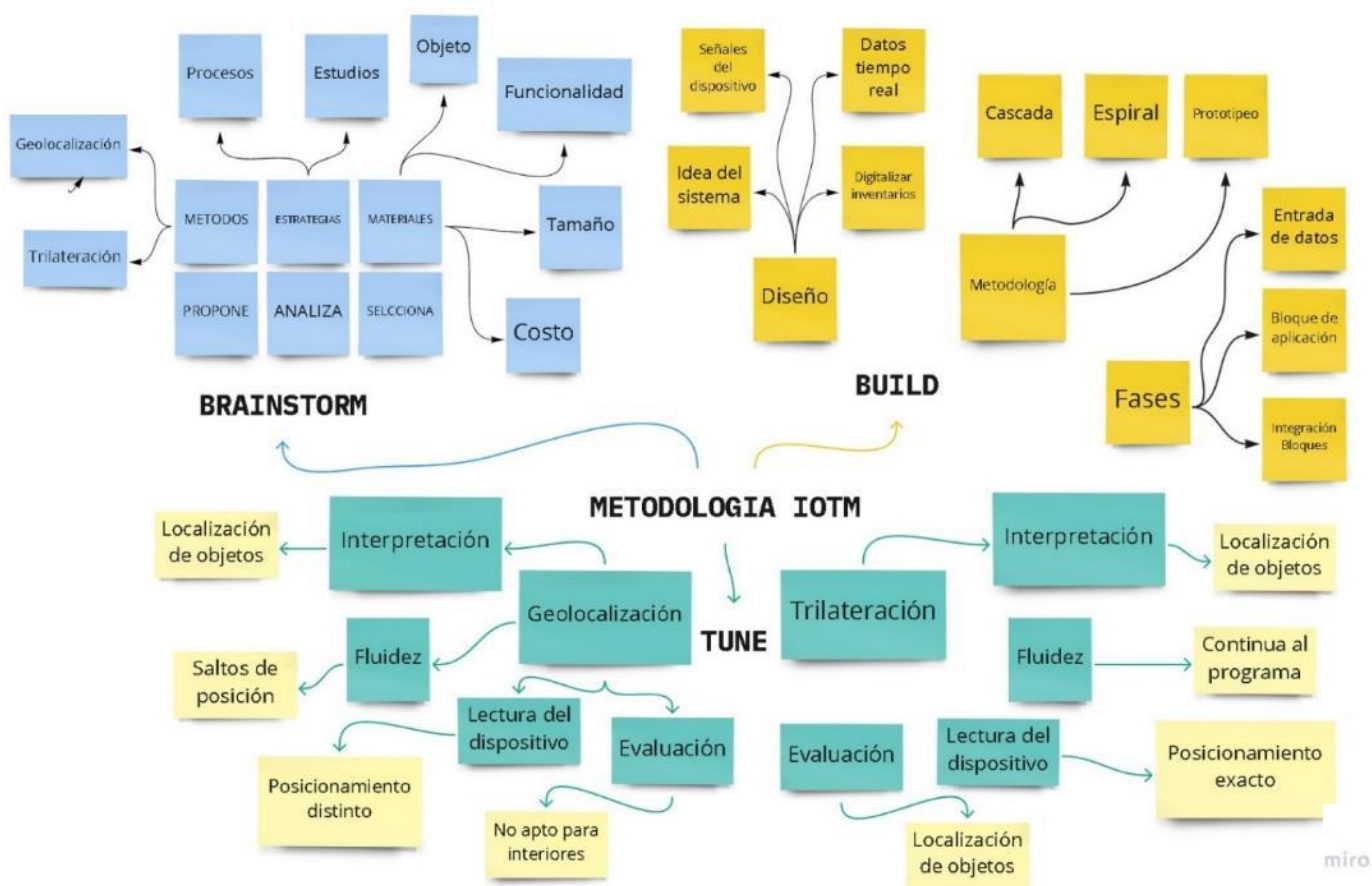 Procesos
Estudios
Objeto
Funcionalidad
Geolocalización
Trilateración
METODOS
ESTRATEGIAS
MATERIALES
PROPONE
ANALIZA
SELCCIONA
Tamaño
Costo
BRAINSTORM
Señales
del
dispositivo
Datos
tiempo
real
Idea del
sistema
Digitalizar
inventarios
Diseño
Cascada
Espiral
Prototipeo
Metodología
Entrada
de datos
Bloque de
aplicación
Integración
Bloques
Fases
BUILD
METODOLOGIA IOTM
TUNE
Geolocalización
Interpretación
Localización
de objetos
Fluidez
Saltos de
posición
Lectura del
dispositivo
Posicionamiento
distinto
Evaluación
No apto para
interiores
Trilateración
Interpretación
Localización
de objetos
Fluidez
Continua al
programa
Lectura del
dispositivo
Posicionamiento
exacto
Evaluación
Localización
de objetos
miro